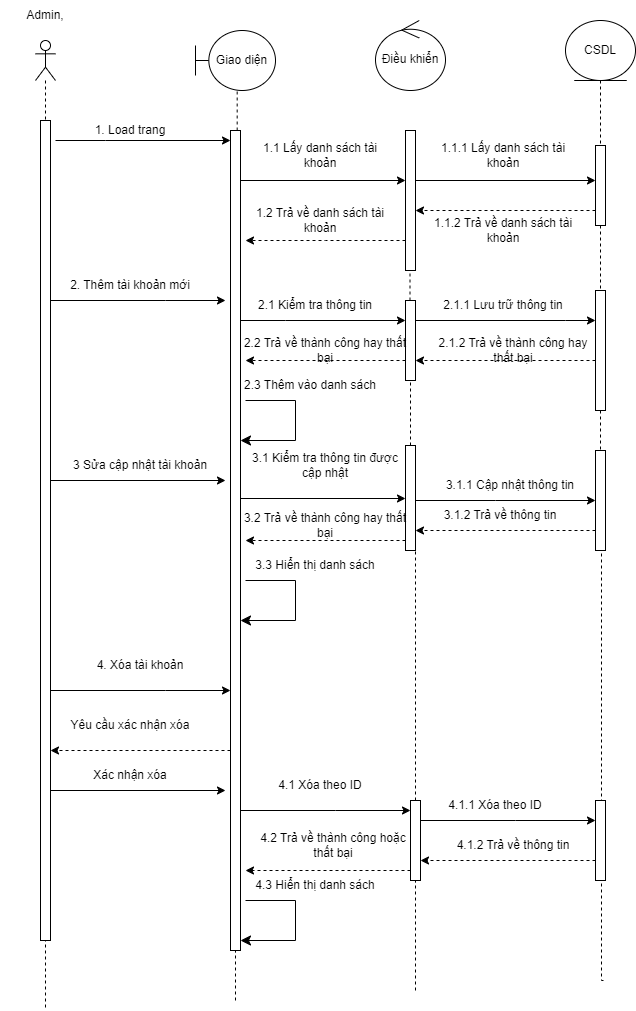 Admin,
Giao diện
Điều khiển
CSDL
1. Load trang
1.1 Lấy danh sách tài
khoản
1.1.1 Lấy danh sách tài
khoản
1.2 Trả về danh sách tài
khoản
1.1.2 Trả về danh sách tài
khoản
2. Thêm tài khoản mới
2.1 Kiểm tra thông tin
2.1.1 Lưu trữ thông tin
2.2 Trả về thành công hay thất
bại
2.1.2 Trả về thành công hay
thất bại
2.3 Thêm vào danh sách
3 Sửa cập nhật tài khoản
3.1 Kiểm tra thông tin được
cập nhật
3.1.1 Cập nhật thông tin
3.2 Trả về thành công hay thất
bại
3.1.2 Trả về thông tin
3.3 Hiển thị danh sách
4. Xóa tài khoản
Yêu cầu xác nhận xóa
Xác nhận xóa
4.1 Xóa theo ID
4.1.1 Xóa theo ID
4.2 Trả về thành công hoặc
thất bại
4.1.2 Trả về thông tin
4.3 Hiển thị danh sách